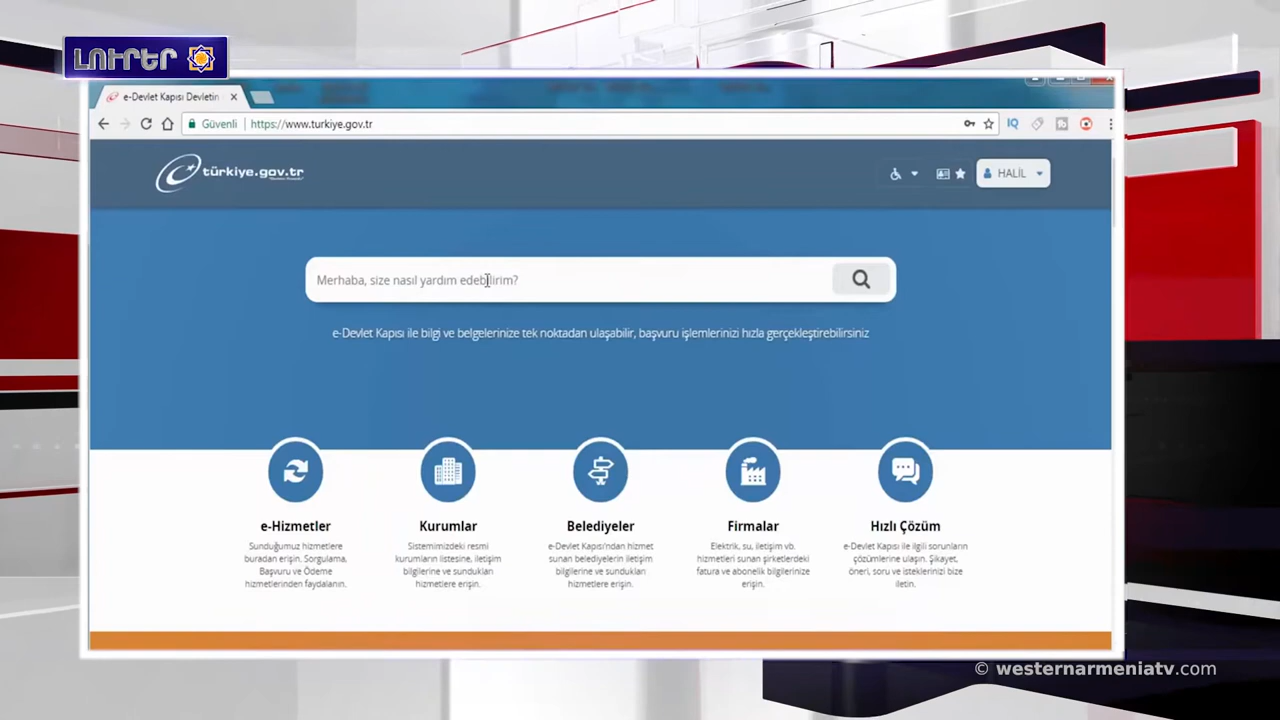 ԼՈՒՐԵՐ
e-Devlet Kapısı Devletin
Güvenli
https://www.turkiye.gov.tr
türkiye.gov.tr
HALİL
Merhaba, size nasıl yardım edebilirim?
e-Devlet Kapısı ile bilgi ve belgelerinize tek noktadan ulaşabilir, başvuru işlemlerinizi hızla gerçekleştirebilirsiniz
e-Hizmetler
Sunduğumuz hizmetlere
buradan erişin. Sorgulama,
Başvuru ve Ödeme
hizmetlerinden faydalanın.
Kurumlar
Sistemimizdeki resmi
kurumların listesine, iletişim
bilgilerine ve sundukları
hizmetlere erişin.
Belediyeler
e-Devlet Kapısı'ndan hizmet
sunan belediyelerin iletişim
bilgilerine ve sundukları
hizmetlere erişin.
Firmalar
Elektrik, su, iletişim vb.
hizmetleri sunan şirketlerdeki
fatura ve abonelik bilgilerinize
erişin.
Hızlı Çözüm
e-Devlet Kapısı ile ilgili sorunların
çözümlerine ulaşın. Şikayet,
öneri, soru ve isteklerinizi bize
iletin.
© westernarmeniatv.com